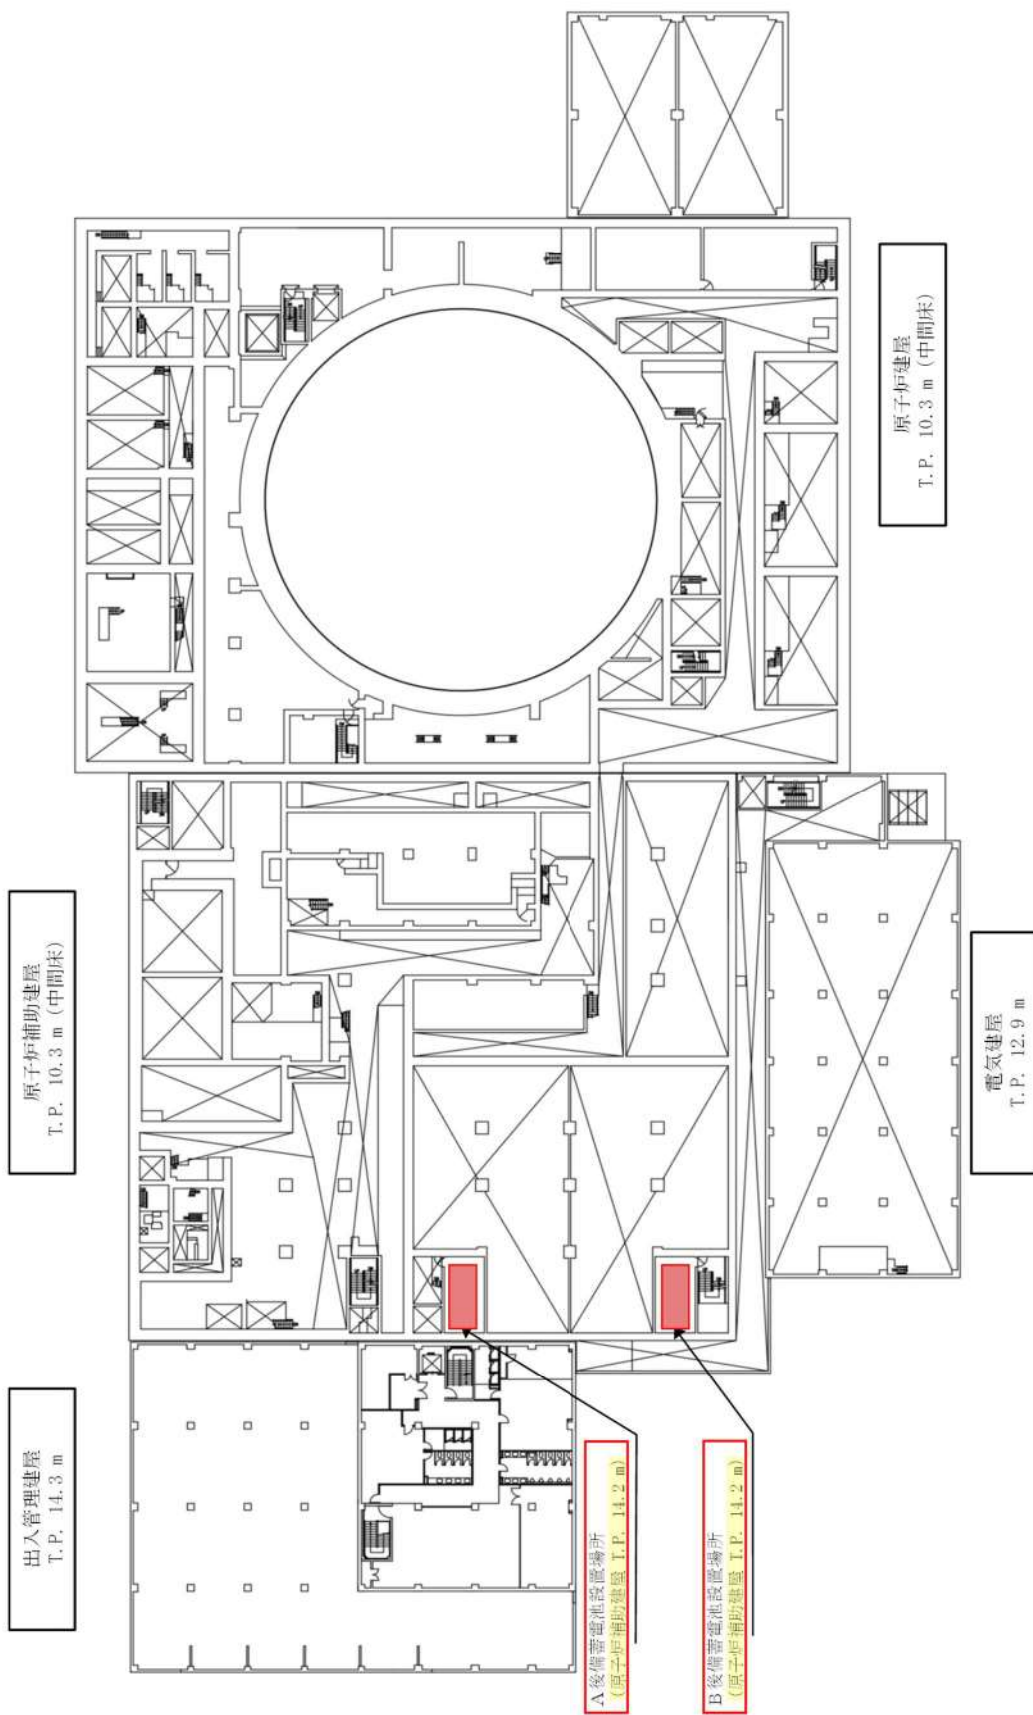 出入管理建屋
T.P. 14.3 m
原子炉補助建屋
T.P. 10.3 m (中間床)
原子炉建屋
T.P. 10.3 m (中間床)
電気建屋
T.P. 12.9 m
A後備蓄電池設置場所
(原子炉補助建屋 T.P. 14.2 m)
B後備蓄電池設置場所
(原子炉補助建屋 T.P. 14.2 m)